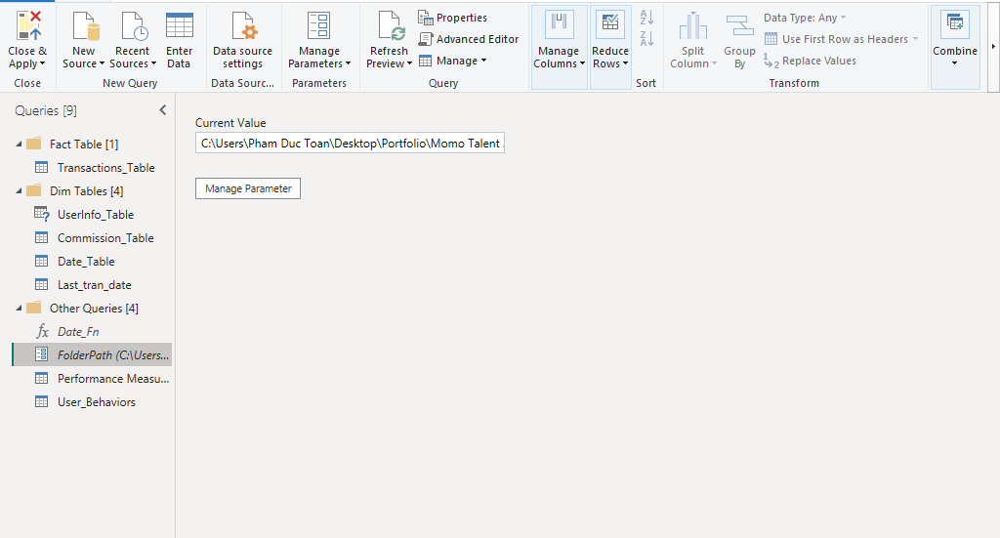 Close & Apply
Close
New Source
Recent Sources
Enter Data
New Query
Data source settings
Data Sourc...
Manage Parameters
Parameters
Refresh Preview
Properties
Advanced Editor
Manage
Query
Manage Columns
Reduce Rows
Sort
Split Column
Group By
Data Type: Any
Use First Row as Headers
Replace Values
Transform
Combine
Queries [9]
Fact Table [1]
Transactions_Table
Dim Tables [4]
UserInfo_Table
Commission_Table
Date_Table
Last_tran_date
Other Queries [4]
fx Date_Fn
FolderPath (C:\Users...
Performance Measu...
User_Behaviors
Current Value
C:\Users\Pham Duc Toan\Desktop\Portfolio\Momo Talent
Manage Parameter